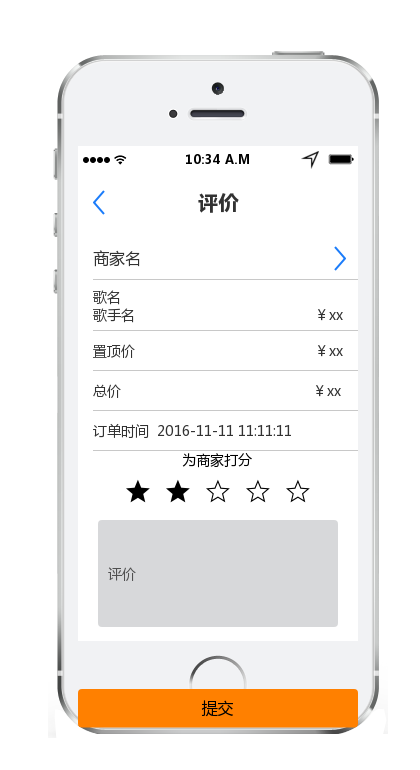 10:34 A.M
评价
商家名
歌名
歌手名 ¥ xx
置顶价 ¥ xx
总价 ¥ xx
订单时间 2016-11-11 11:11:11
为商家打分
评价
提交